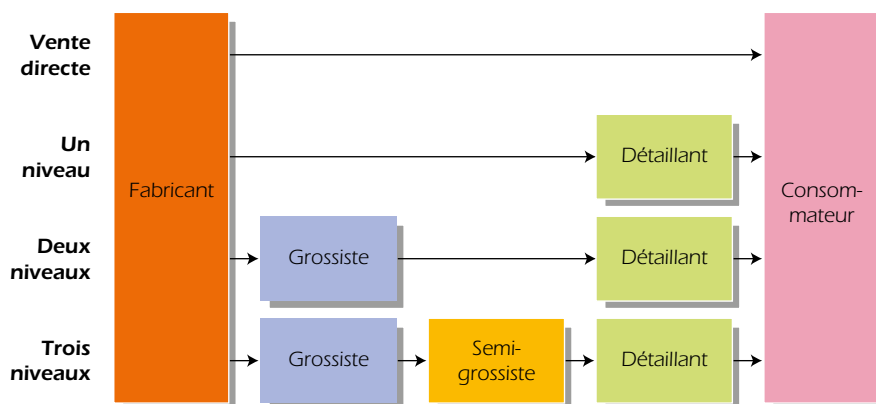 Vente
directe
Un
niveau
Détaillant
Fabricant
Consom-
mateur
Deux
niveaux
Grossiste
Détaillant
Trois
niveaux
Grossiste
Semi-
grossiste
Détaillant